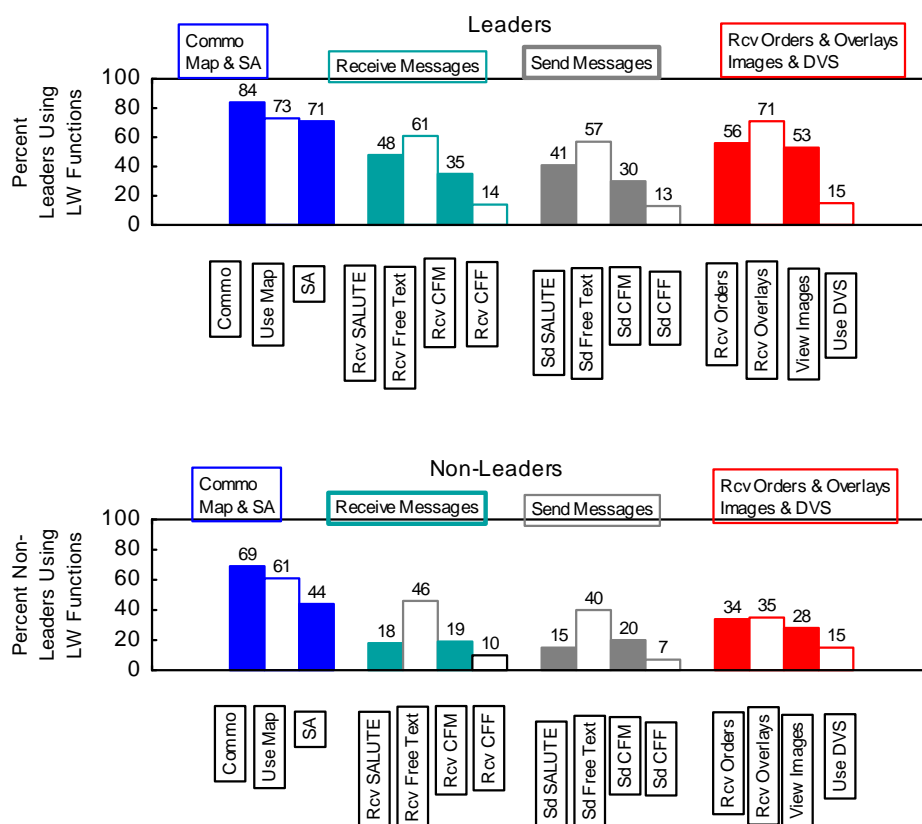 Leaders
Commo
Map & SA
Receive Messages
Send Messages
Rcv Orders & Overlays
Images & DVS
Percent
Leaders Using
LW Functions
100
80
60
40
20
0
84
73
71
48
61
35
14
41
57
30
13
56
71
53
15
Commo
Use Map
SA
Rcv SALUTE
Rcv Free Text
Rcv CFM
Rcv CFF
Sd SALUTE
Sd Free Text
Sd CFM
Sd CFF
Rcv Orders
Rcv Overlays
View Images
Use DVS
Non-Leaders
Commo
Map & SA
Receive Messages
Send Messages
Rcv Orders & Overlays
Images & DVS
Percent Non-
Leaders Using
LW Functions
100
80
60
40
20
0
69
61
44
18
46
19
10
15
40
20
7
34
35
28
15
Commo
Use Map
SA
Rcv SALUTE
Rcv Free Text
Rcv CFM
Rcv CFF
Sd SALUTE
Sd Free Text
Sd CFM
Sd CFF
Rcv Orders
Rcv Overlays
View Images
Use DVS